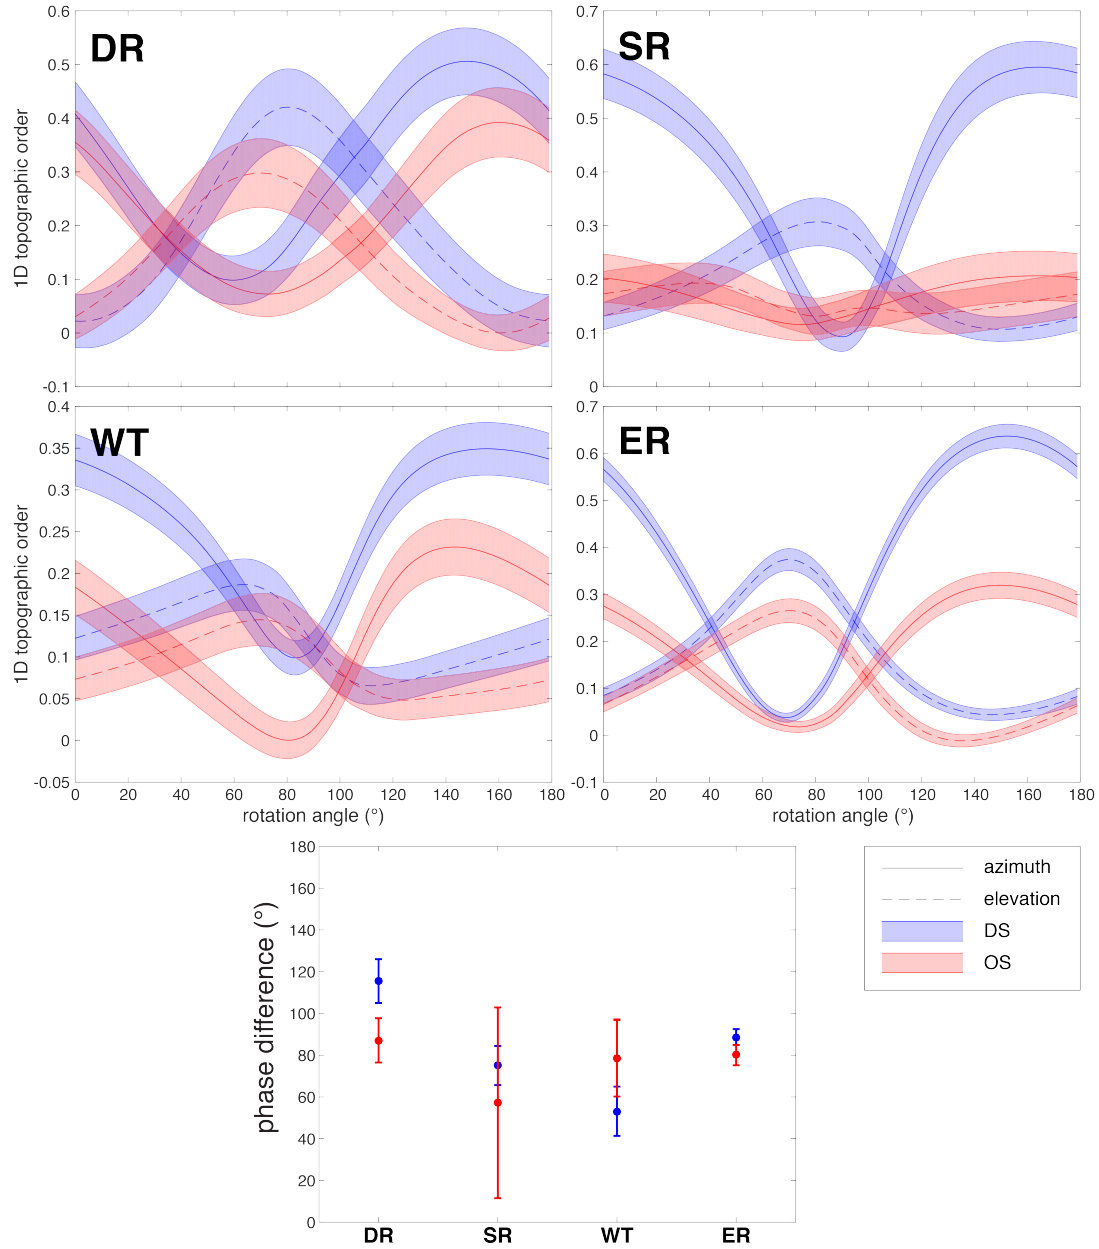 DR
1D topographic order
0.6
0.5
0.4
0.3
0.2
0.1
0
-0.1
SR
0.7
0.6
0.5
0.4
0.3
0.2
0.1
0
WT
1D topographic order
0.4
0.35
0.3
0.25
0.2
0.15
0.1
0.05
0
-0.05
0 20 40 60 80 100 120 140 160 180
rotation angle (°)
ER
0.7
0.6
0.5
0.4
0.3
0.2
0.1
0
-0.1
0 20 40 60 80 100 120 140 160 180
rotation angle (°)
phase difference (°)
180
160
140
120
100
80
60
40
20
0
DR SR WT ER
azimuth
elevation
DS
OS